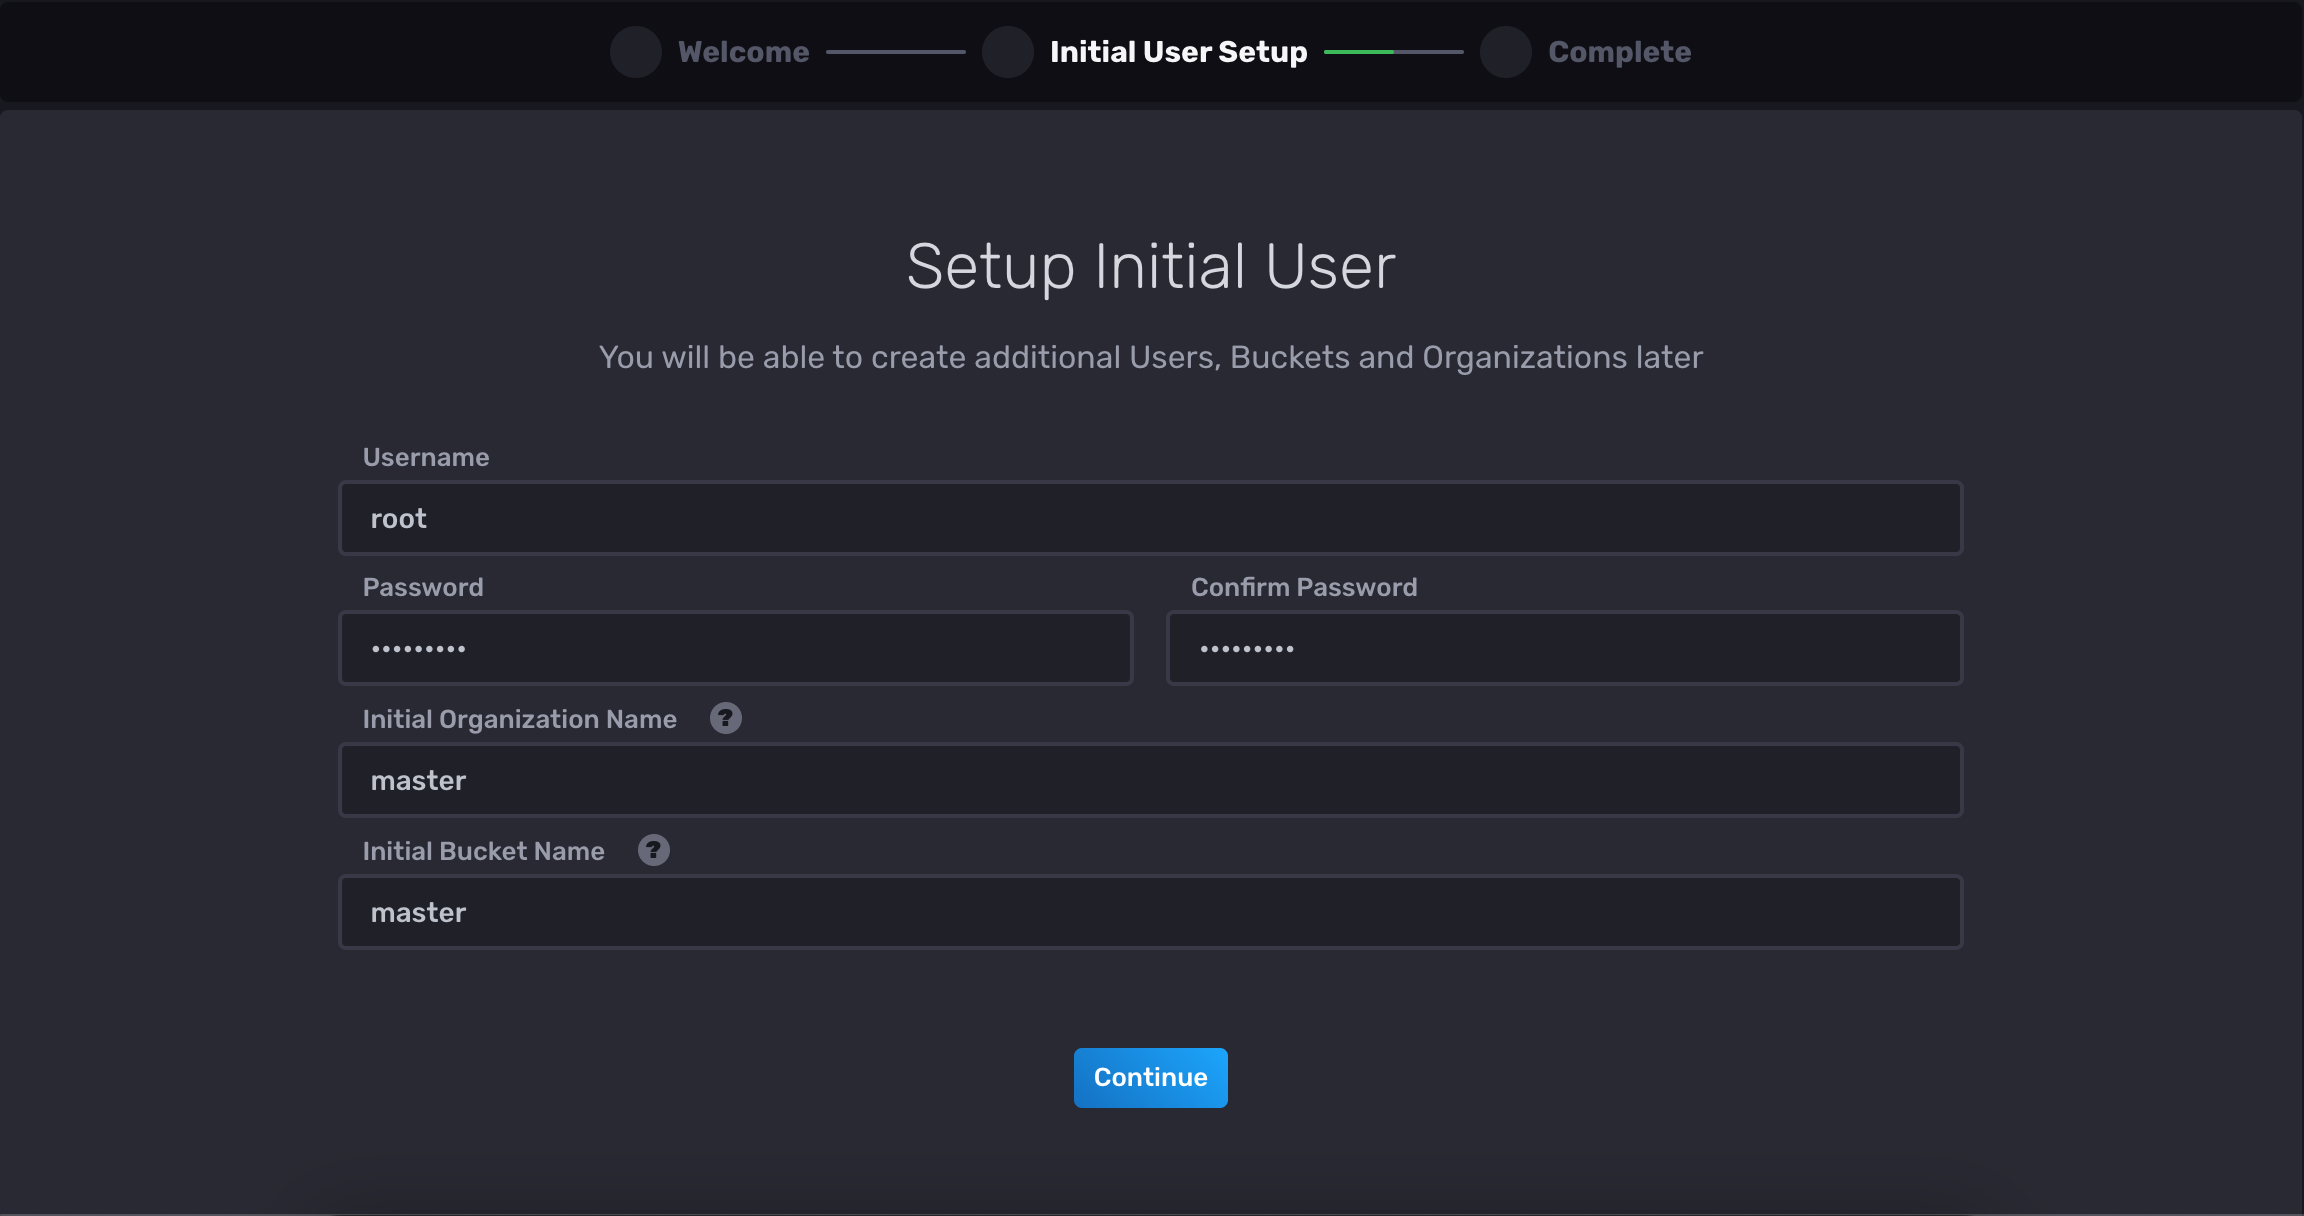 Welcome
Initial User Setup
Complete
Setup Initial User
You will be able to create additional Users, Buckets and Organizations later
Username
root
Password
Confirm Password
•••••••••
•••••••••
Initial Organization Name ?
master
Initial Bucket Name ?
master
Continue